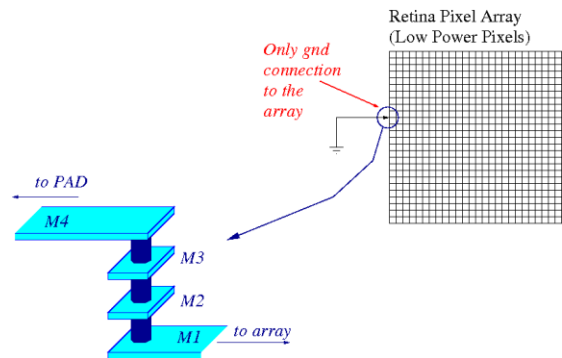 Retina Pixel Array
(Low Power Pixels)
Only gnd
connection
to the
array
to PAD
M4
M3
M2
M1
to array